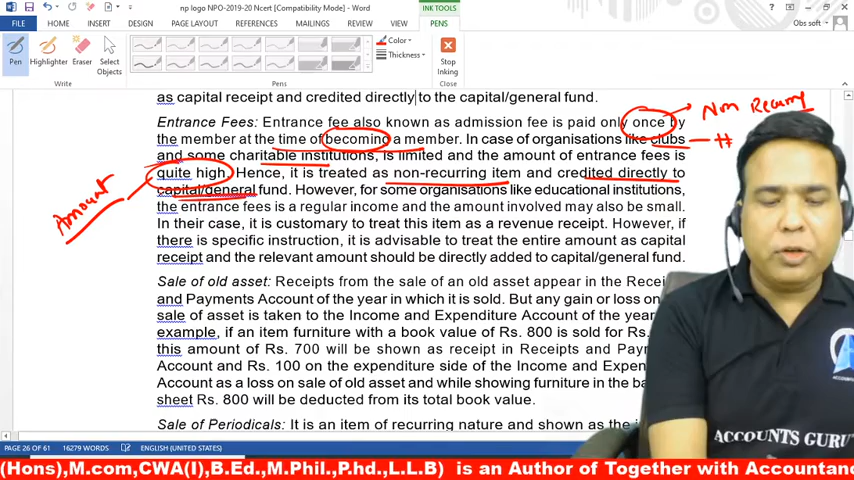 np logo NPO-2019-20 Ncert [Compatibility Mode] - Word
INK TOOLS
FILE HOME INSERT DESIGN PAGE LAYOUT REFERENCES MAILINGS REVIEW VIEW PENS
Obs soft
Pen Highlighter Eraser Select Objects
Write
Pens
Color
Thickness
Stop Inking
Close
as capital receipt and credited directly to the capital/general fund.
Non Recurring
Entrance Fees: Entrance fee also known as admission fee is paid only once by
the member at the time of becoming a member. In case of organisations like clubs
and some charitable institutions, is limited and the amount of entrance fees is
quite high. Hence, it is treated as non-recurring item and credited directly to
capital/general fund. However, for some organisations like educational institutions,
Amount
the entrance fees is a regular income and the amount involved may also be small.
In their case, it is customary to treat this item as a revenue receipt. However, if
there is specific instruction, it is advisable to treat the entire amount as capital
receipt and the relevant amount should be directly added to capital/general fund.
Sale of old asset: Receipts from the sale of an old asset appear in the
and Payments Account of the year in which it is sold. But any gain or loss on
sale of asset is taken to the Income and Expenditure Account of the year
example, if an item furniture with a book value of Rs. 800 is sold for Rs.
this amount of Rs. 700 will be shown as receipt in Receipts and
Account and Rs. 100 on the expenditure side of the Income and
Account as a loss on sale of old asset and while showing furniture in the
sheet Rs. 800 will be deducted from its total book value.
Sale of Periodicals: It is an item of recurring nature and shown as the
ACCOUNTS GURU
PAGE 26 OF 61 16279 WORDS ENGLISH (UNITED STATES)
(Hons),M.com,CWA(I),B.Ed.,M.Phil.,P.hd.,L.L.B) is an Author of Together with Accountan